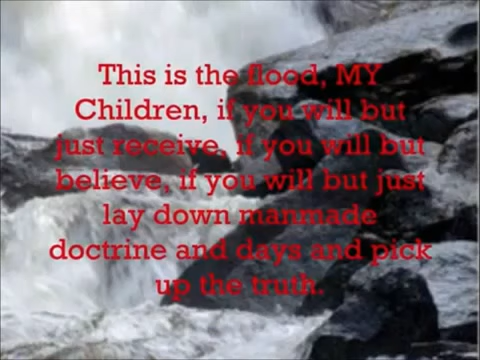 This is the flood, MY
Children, if you will but
just receive, if you will but
believe, if you will but just
lay down manmade
doctrine and days and pick
up the truth.